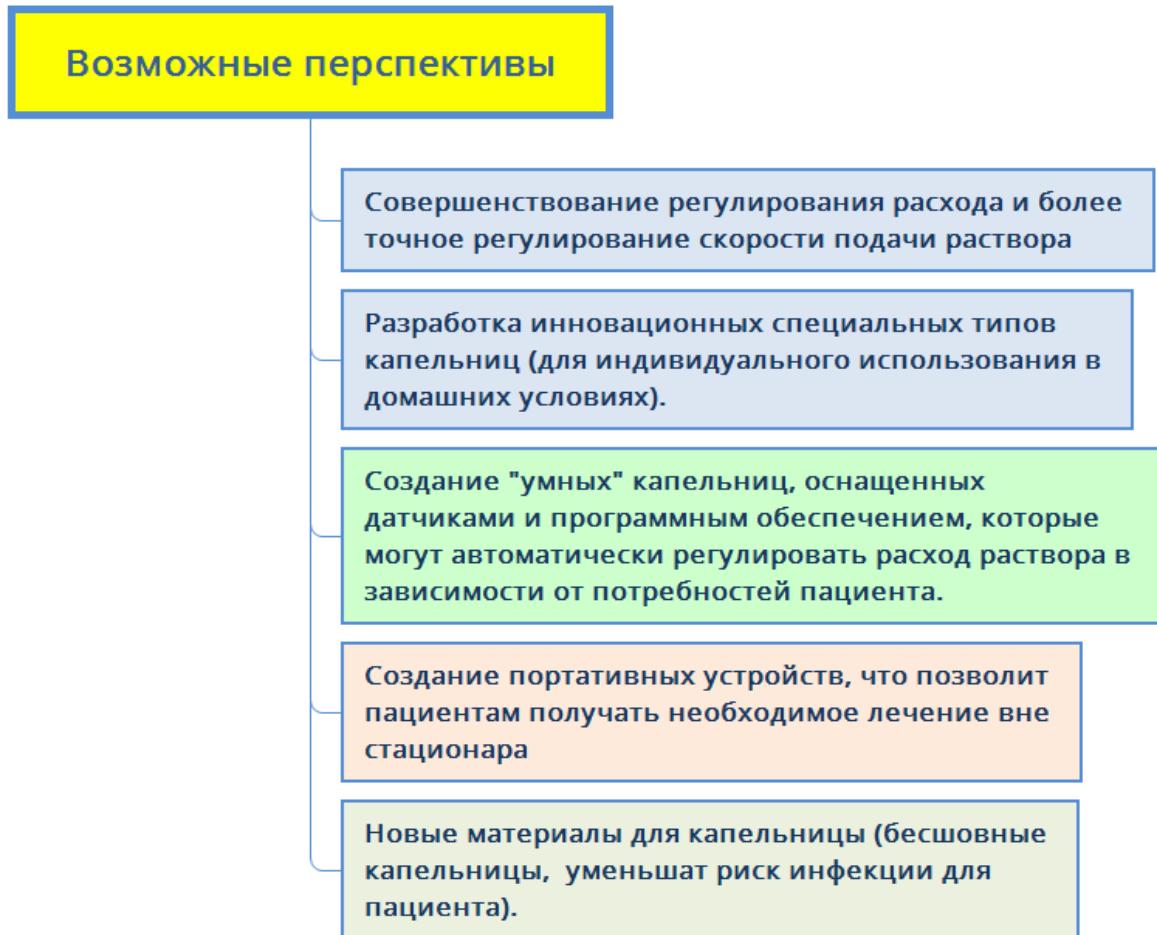 Возможные перспективы
Совершенствование регулирования расхода и более
точное регулирование скорости подачи раствора
Разработка инновационных специальных типов
капельниц (для индивидуального использования в
домашних условиях).
Создание "умных" капельниц, оснащенных
датчиками и программным обеспечением, которые
могут автоматически регулировать расход раствора в
зависимости от потребностей пациента.
Создание портативных устройств, что позволит
пациентам получать необходимое лечение вне
стационара
Новые материалы для капельницы (бесшовные
капельницы,  уменьшат риск инфекции для
пациента).